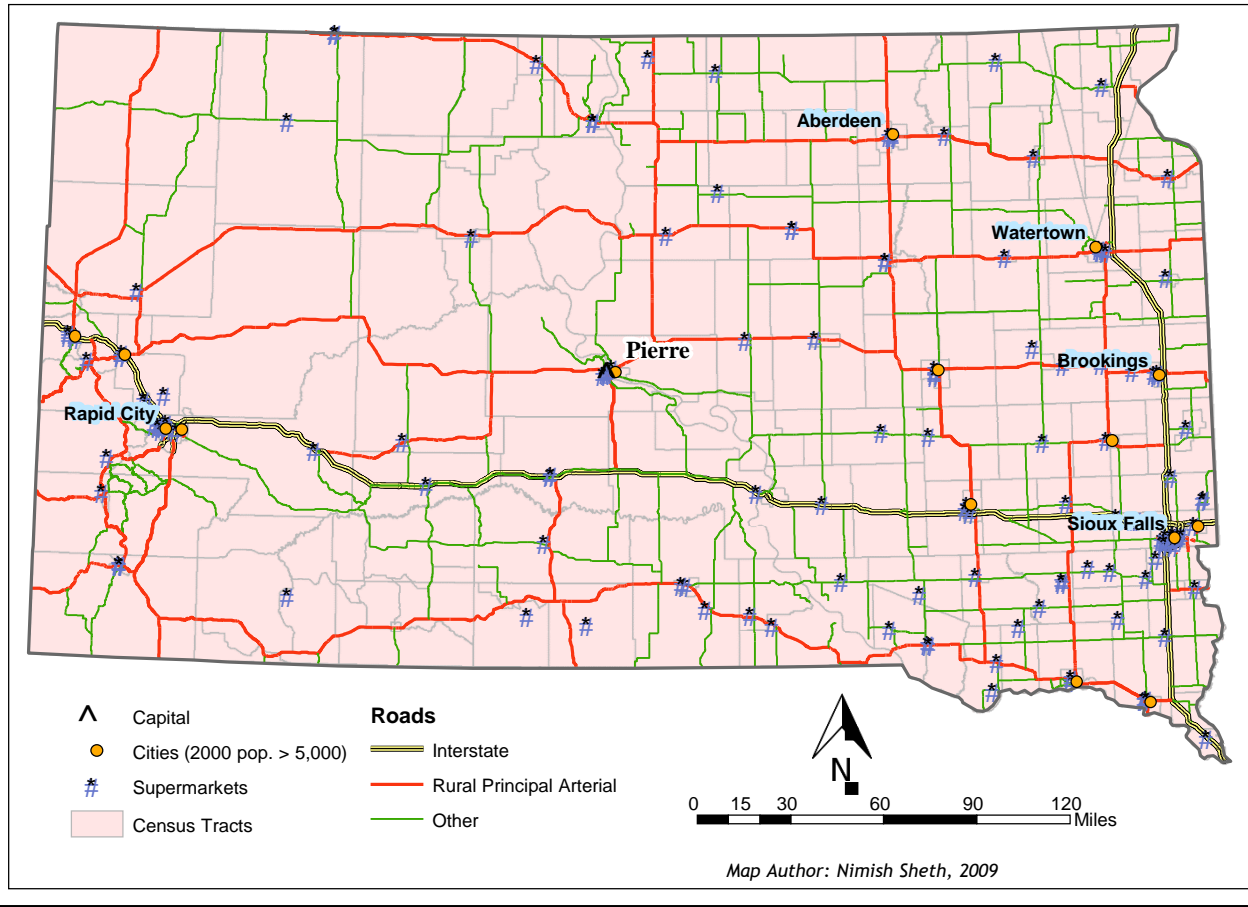 Aberdeen
Watertown
Pierre
Brookings
Rapid City
Sioux Falls
Capital
Cities (2000 pop. > 5,000)
Supermarkets
Census Tracts
Roads
Interstate
Rural Principal Arterial
Other
N
0 15 30 60 90 120
Miles
Map Author: Nimish Sheth, 2009